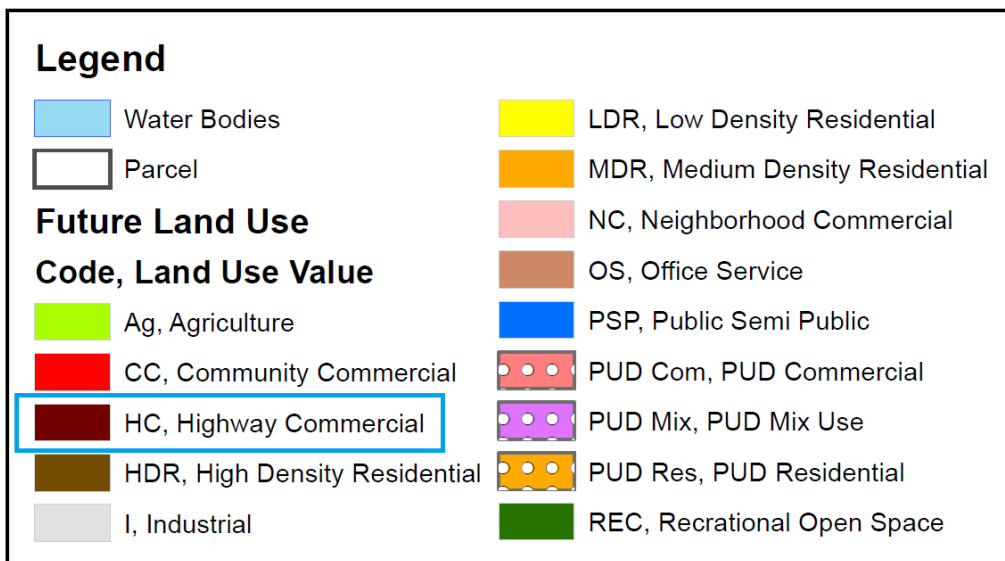 Legend
Water Bodies
Parcel
Future Land Use
Code, Land Use Value
Ag, Agriculture
CC, Community Commercial
HC, Highway Commercial
HDR, High Density Residential
I, Industrial
LDR, Low Density Residential
MDR, Medium Density Residential
NC, Neighborhood Commercial
OS, Office Service
PSP, Public Semi Public
PUD Com, PUD Commercial
PUD Mix, PUD Mix Use
PUD Res, PUD Residential
REC, Recrational Open Space